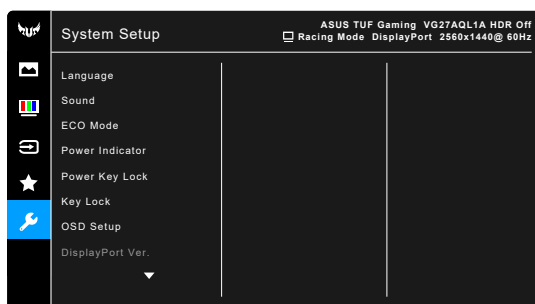 System Setup
ASUS TUF Gaming VG27AQL1A HDR Off
Racing Mode DisplayPort 2560x1440@ 60Hz
Language
Sound
ECO Mode
Power Indicator
Power Key Lock
Key Lock
OSD Setup
DisplayPort Ver.